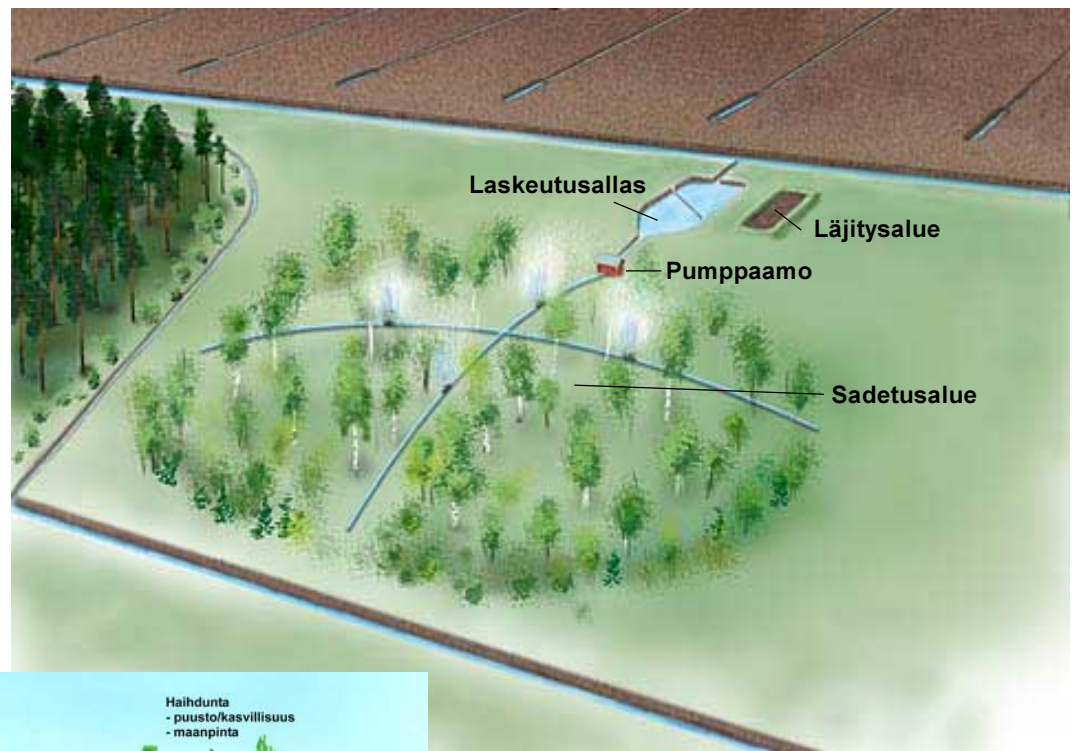 Laskeutusallas
Läjitysalue
Pumppaamo
Sadetusalue
Haihdunta
- puusto/kasvillisuus
- maanpinta